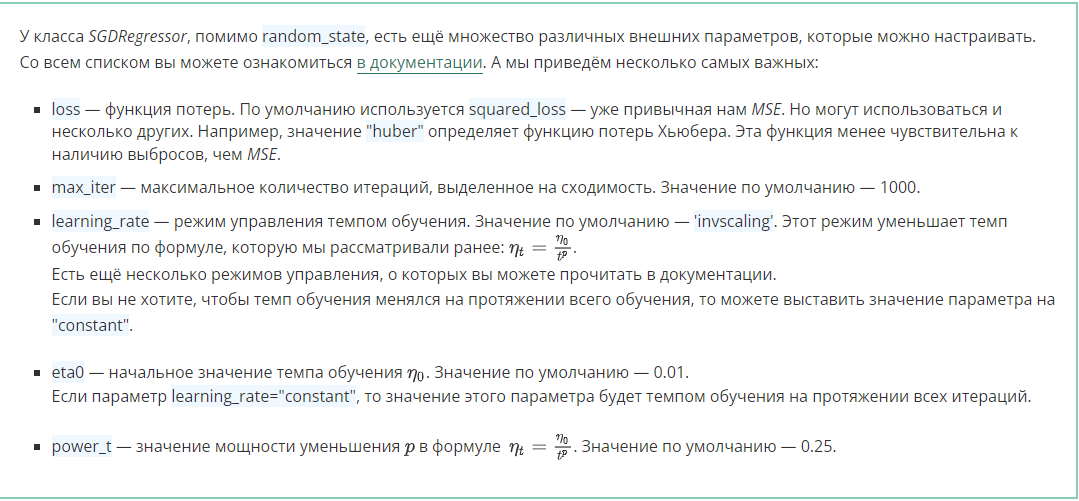 У класса SGDRegressor, помимо random_state, есть ещё множество различных внешних параметров, которые можно настраивать.
Со всем списком вы можете ознакомиться в документации. А мы приведём несколько самых важных:
▪ loss — функция потерь. По умолчанию используется squared_loss — уже привычная нам MSE. Но могут использоваться и
несколько других. Например, значение "huber" определяет функцию потерь Хьюбера. Эта функция менее чувствительна к
наличию выбросов, чем MSE.
▪ max_iter — максимальное количество итераций, выделенное на сходимость. Значение по умолчанию — 1000.
▪ learning_rate — режим управления темпом обучения. Значение по умолчанию — 'invscaling'. Этот режим уменьшает темп
обучения по формуле, которую мы рассматривали ранее: η_t = η_0/t^p.
Есть ещё несколько режимов управления, о которых вы можете прочитать в документации.
Если вы не хотите, чтобы темп обучения менялся на протяжении всего обучения, то можете выставить значение параметра на
"constant".
▪ eta0 — начальное значение темпа обучения η_0. Значение по умолчанию — 0.01.
Если параметр learning_rate="constant", то значение этого параметра будет темпом обучения на протяжении всех итераций.
▪ power_t — значение мощности уменьшения p в формуле η_t = η_0/t^p. Значение по умолчанию — 0.25.